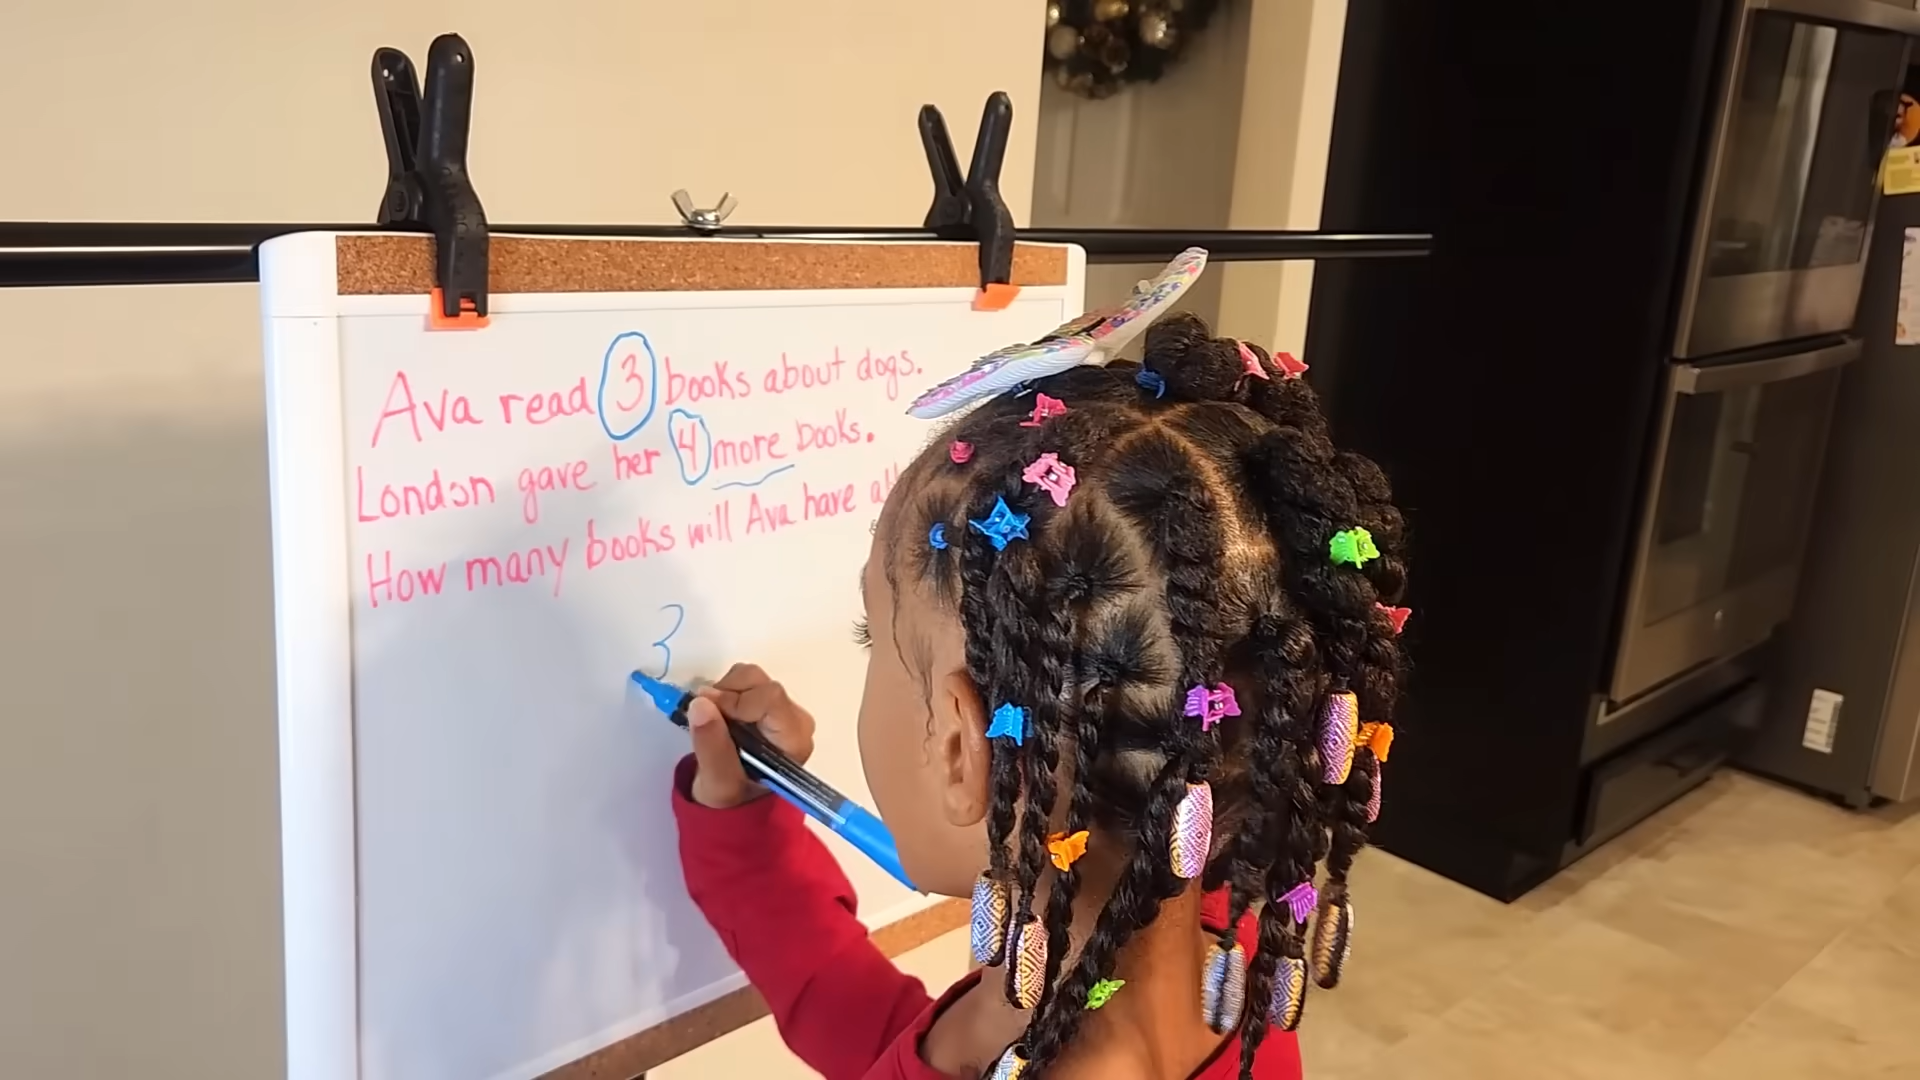 Ava read 3 books about dogs.
London gave her 4 more books.
How many books will Ava have
3